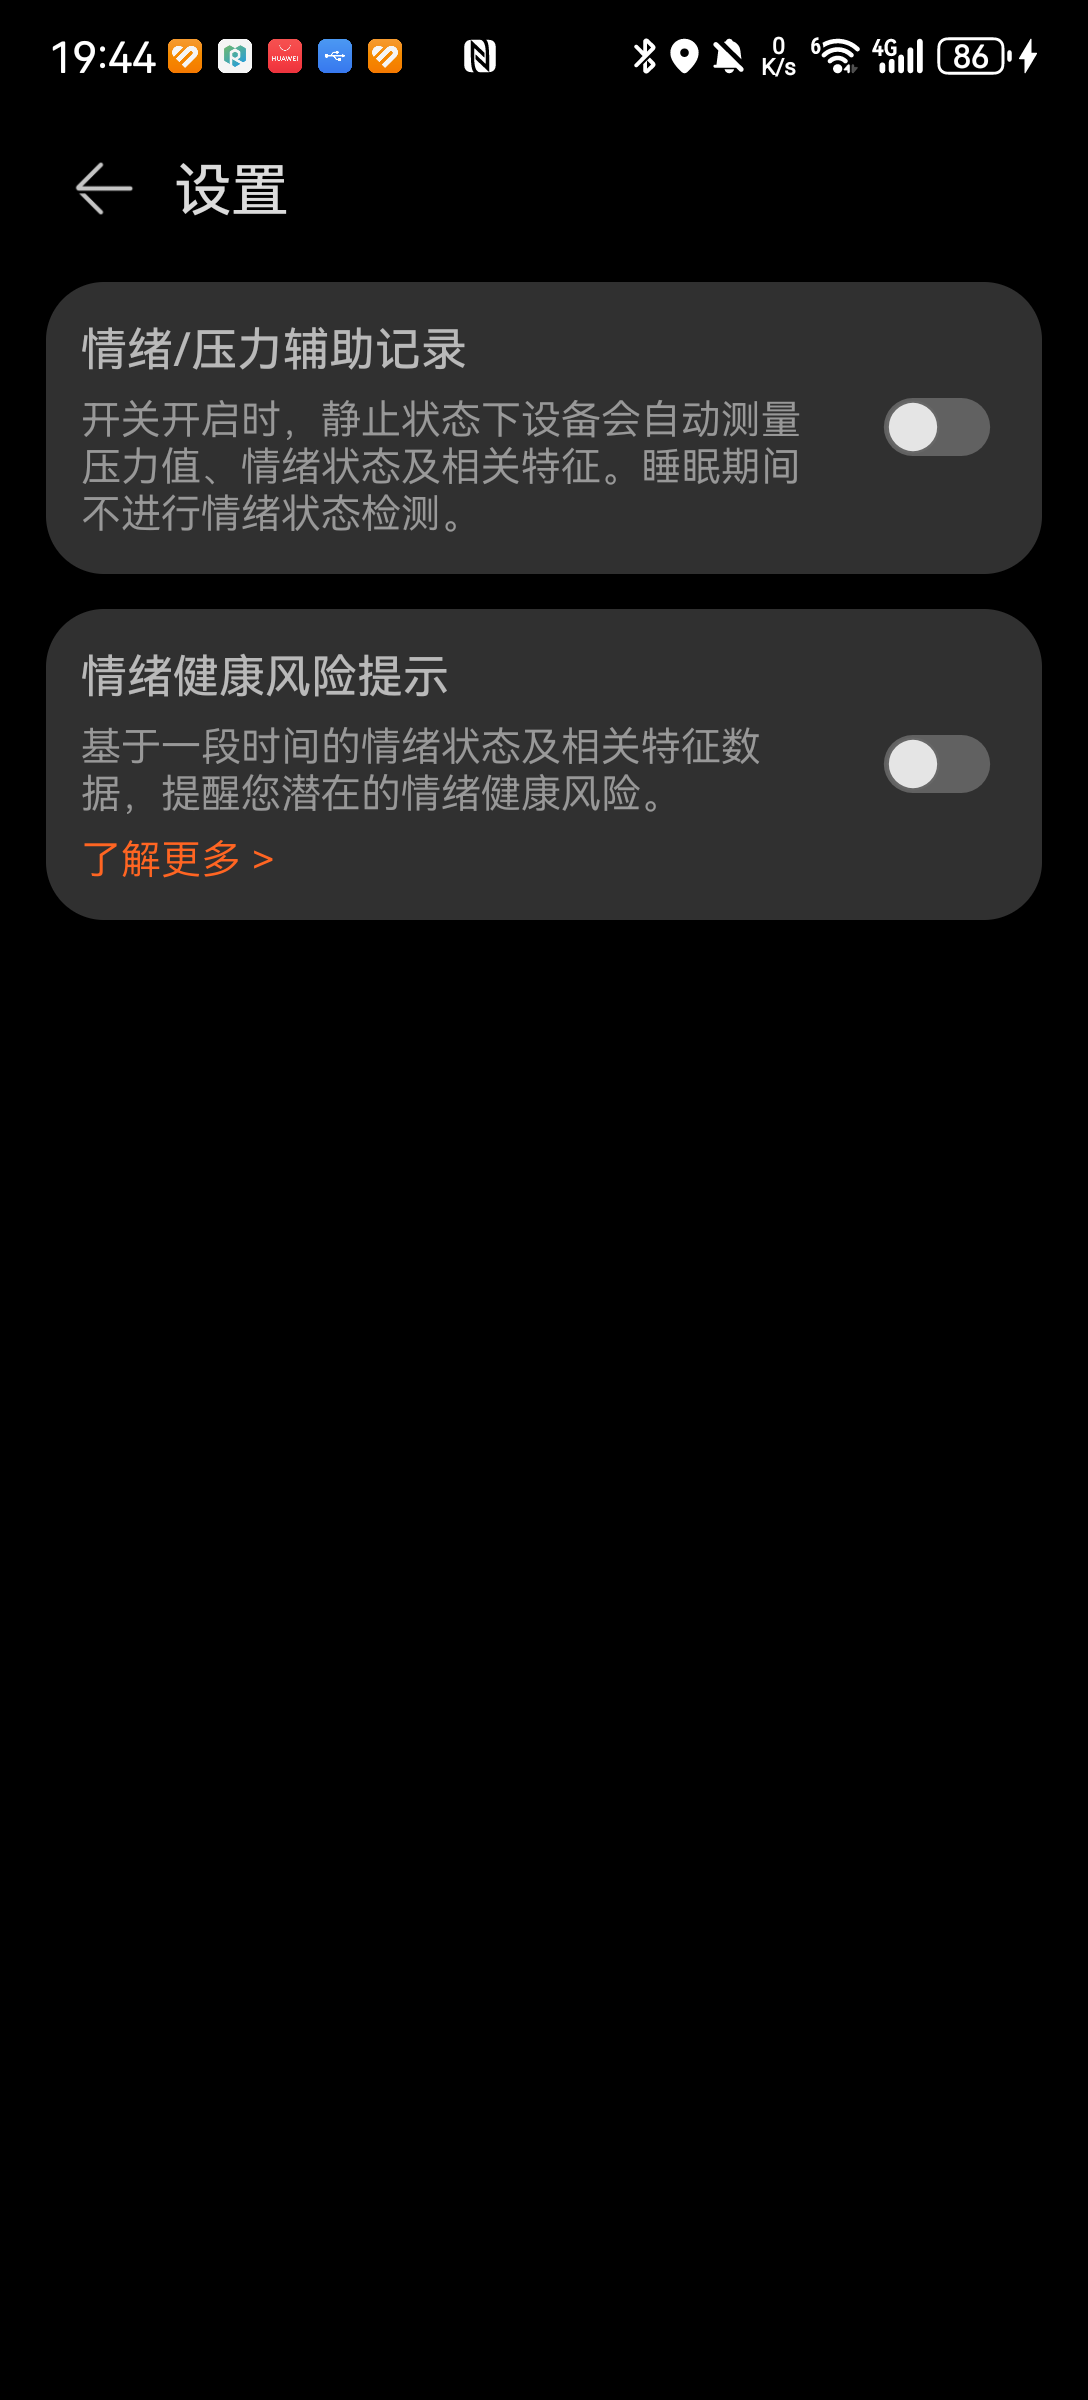 19:44
HUAWEI
0
K/s
6
4G
86
设置
情绪/压力辅助记录
开关开启时，静止状态下设备会自动测量
压力值、情绪状态及相关特征。睡眠期间
不进行情绪状态检测。
情绪健康风险提示
基于一段时间的情绪状态及相关特征数
据，提醒您潜在的情绪健康风险。
了解更多 >